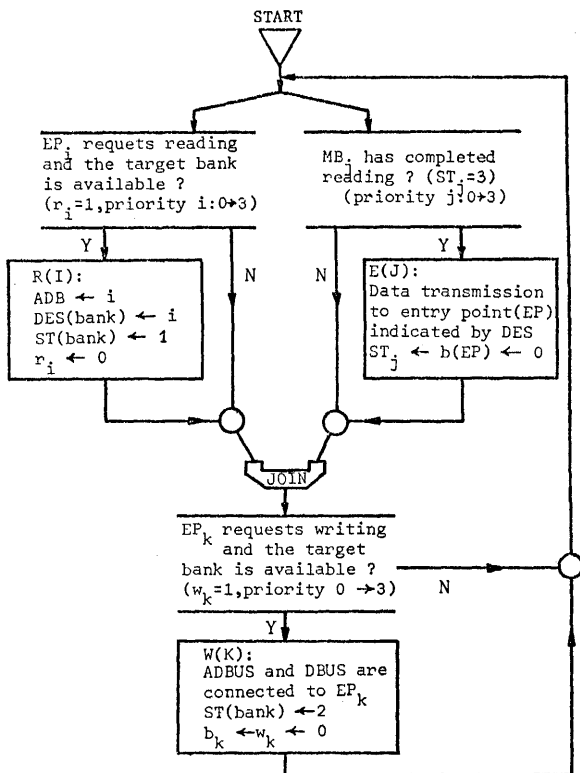 START
EP_i requets reading
and the target bank
is available ?
(r_i=1,priority i:0→3)
MB_j has completed
reading ? (ST_j=3)
(priority j:0→3)
Y
N
N
Y
R(I):
ADB ← i
DES(bank) ← i
ST(bank) ← 1
r_i ← 0
E(J):
Data transmission
to entry point(EP)
indicated by DES
ST_j ← b(EP) ← 0
JOIN
EP_k requests writing
and the target
bank is available ?
(w_k=1,priority 0 →3)
N
Y
W(K):
ADBUS and DBUS are
connected to EP_k
ST(bank) ←2
b_k ←w_k ← 0